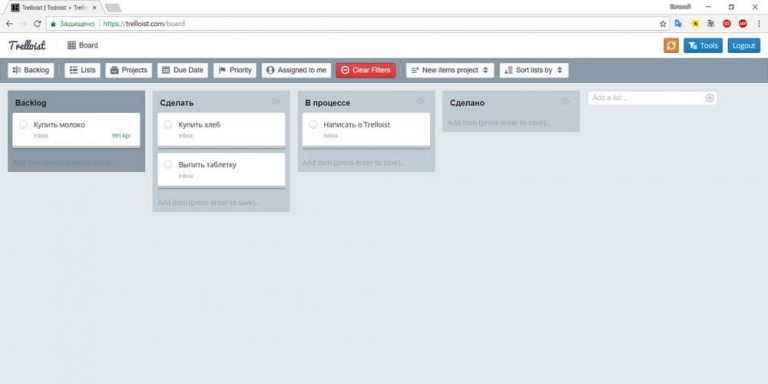 Trelloist | Todoist + Trello
Евгений
Защищено https://trelloist.com/board
Trelloist Board Tools Logout
Backlog Lists Projects Due Date Priority Assigned to me Clear Filters New items project Sort lists by
Backlog
Купить молоко
Inbox 9th Apr
Add item (press enter to save)...
Сделать
Купить хлеб
Inbox
Выпить таблетку
Inbox
Add item (press enter to save)...
В процессе
Написать о Trelloist
Inbox
Add item (press enter to save)...
Сделано
Add item (press enter to save)...
Add a list...